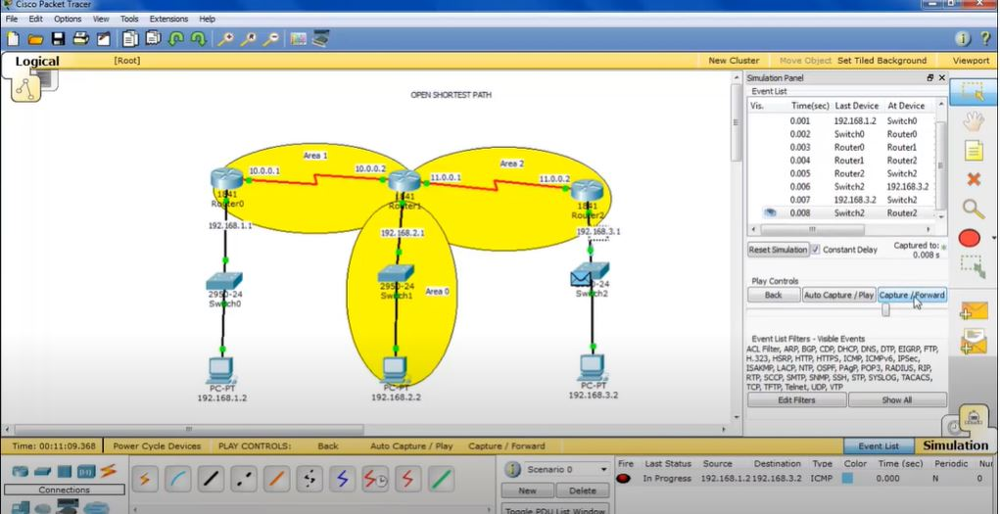 Cisco Packet Tracer
File Edit Options View Tools Extensions Help
Logical [Root] New Cluster Move Object Set Tiled Background Viewport
OPEN SHORTEST PATH
Area 1
Area 2
10.0.0.1
10.0.0.2
11.0.0.1
11.0.0.2
1841
Router0
1841
Router1
1841
Router2
192.168.1.1
192.168.2.1
192.168.3.1
2950-24
Switch0
2950-24
Switch1
Area 0
2950-24
Switch2
PC-PT
192.168.1.2
PC-PT
192.168.2.2
PC-PT
192.168.3.2
Simulation Panel
Event List
Vis. Time(sec) Last Device At Device
0.001 192.168.1.2 Switch0
0.002 Switch0 Router0
0.003 Router0 Router1
0.004 Router1 Router2
0.005 Router2 Switch2
0.006 Switch2 192.168.3.2
0.007 192.168.3.2 Switch2
0.008 Switch2 Router2
Reset Simulation Constant Delay Captured to:
0.008 s
Play Controls
Back Auto Capture / Play Capture / Forward
Event List Filters - Visible Events
ACL Filter, ARP, BGP, CDP, DHCP, DNS, DTP, EIGRP, FTP,
H.323, HSRP, HTTP, HTTPS, ICMP, ICMPv6, IPSec,
ISAKMP, LACP, NTP, OSPF, PAgP, POP3, RADIUS, RIP,
RTP, SCCP, SMTP, SNMP, SSH, STP, SYSLOG, TACACS,
TCP, TFTP, Telnet, UDP, VTP
Edit Filters Show All
Time: 00:11:09.368 Power Cycle Devices PLAY CONTROLS: Back Auto Capture / Play Capture / Forward Event List Simulation
Connections
Scenario 0
New Delete
Toggle PDU List Window
Fire Last Status Source Destination Type Color Time (sec) Periodic Nu
In Progress 192.168.1.2 192.168.3.2 ICMP 0.000 N 0